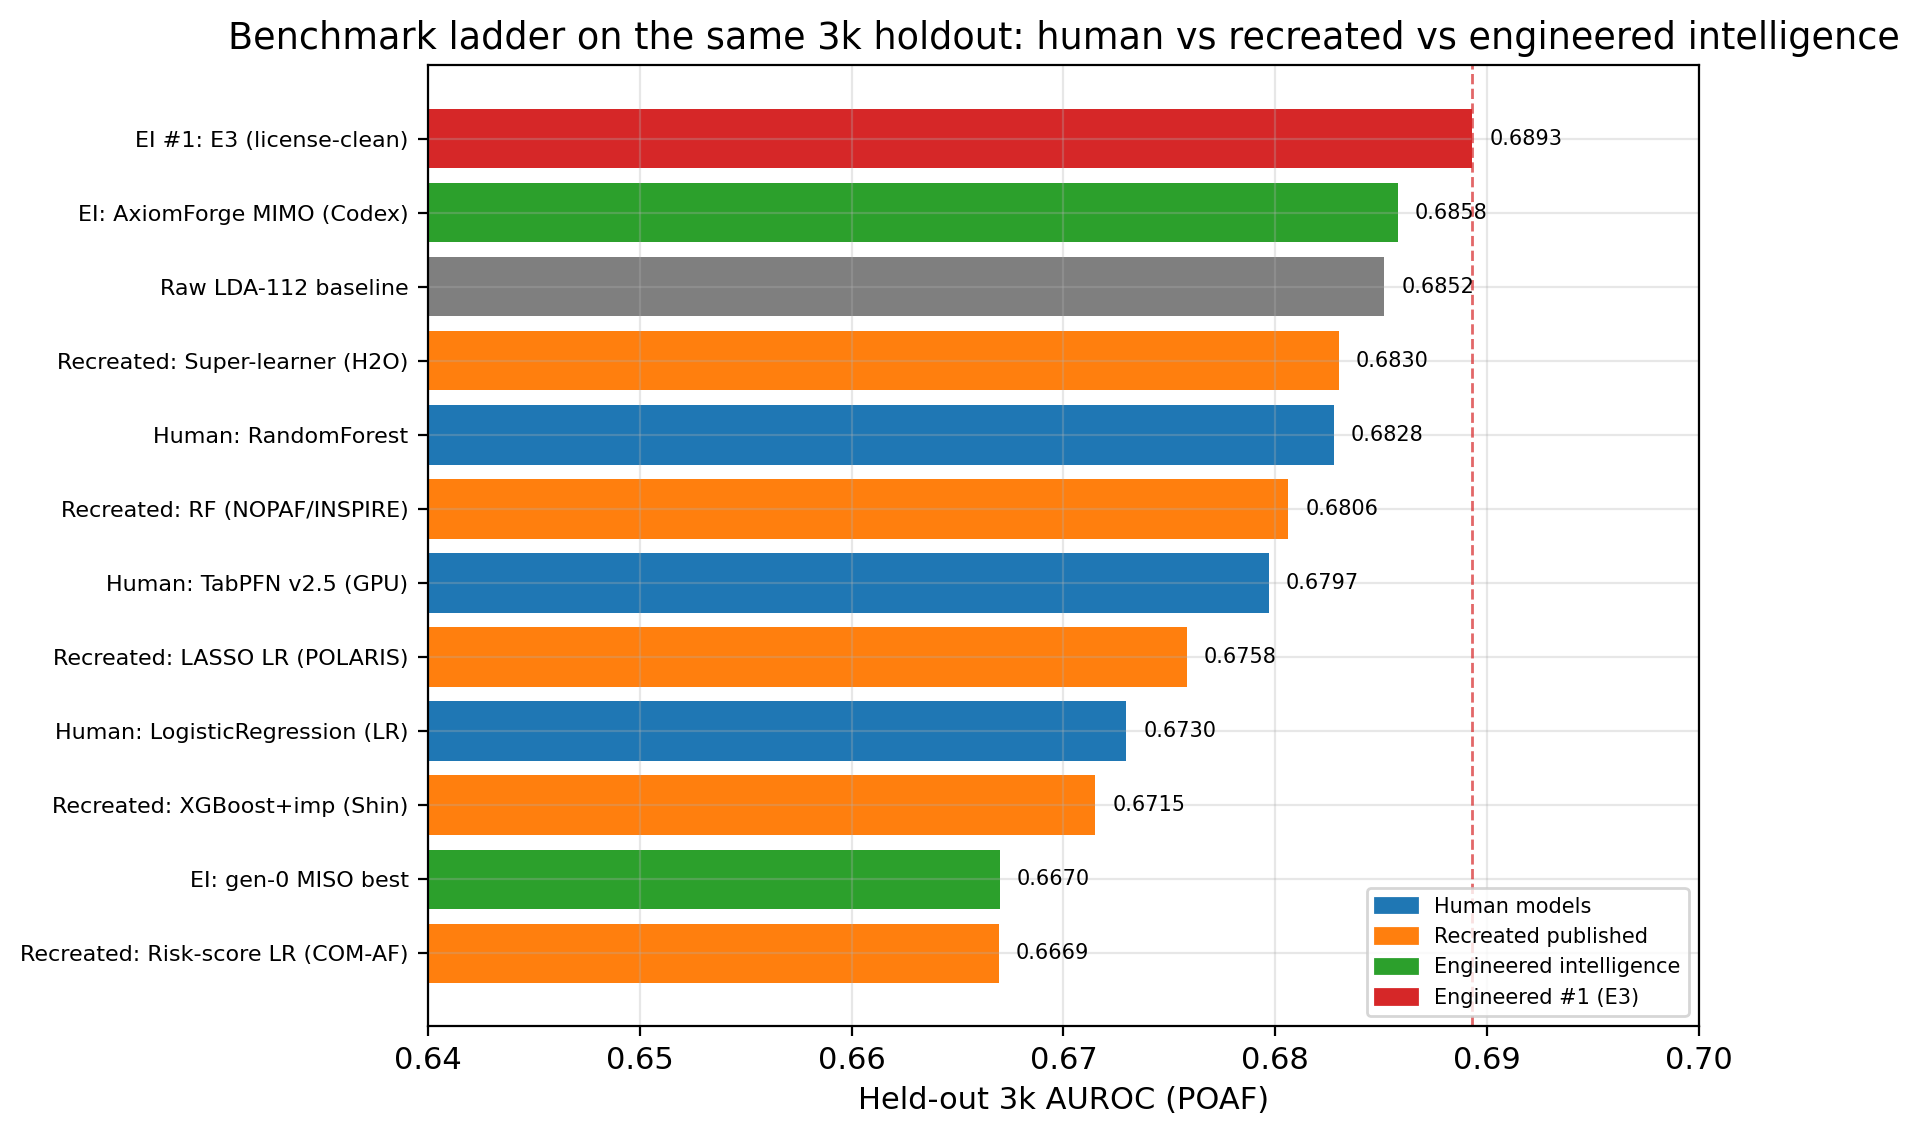 Benchmark ladder on the same 3k holdout: human vs recreated vs engineered intelligence
EI #1: E3 (license-clean) 0.6893
EI: AxiomForge MIMO (Codex) 0.6858
Raw LDA-112 baseline 0.6852
Recreated: Super-learner (H2O) 0.6830
Human: RandomForest 0.6828
Recreated: RF (NOPAF/INSPIRE) 0.6806
Human: TabPFN v2.5 (GPU) 0.6797
Recreated: LASSO LR (POLARIS) 0.6758
Human: LogisticRegression (LR) 0.6730
Recreated: XGBoost+imp (Shin) 0.6715
EI: gen-0 MISO best 0.6670
Recreated: Risk-score LR (COM-AF) 0.6669
Human models
Recreated published
Engineered intelligence
Engineered #1 (E3)
0.64 0.65 0.66 0.67 0.68 0.69 0.70
Held-out 3k AUROC (POAF)